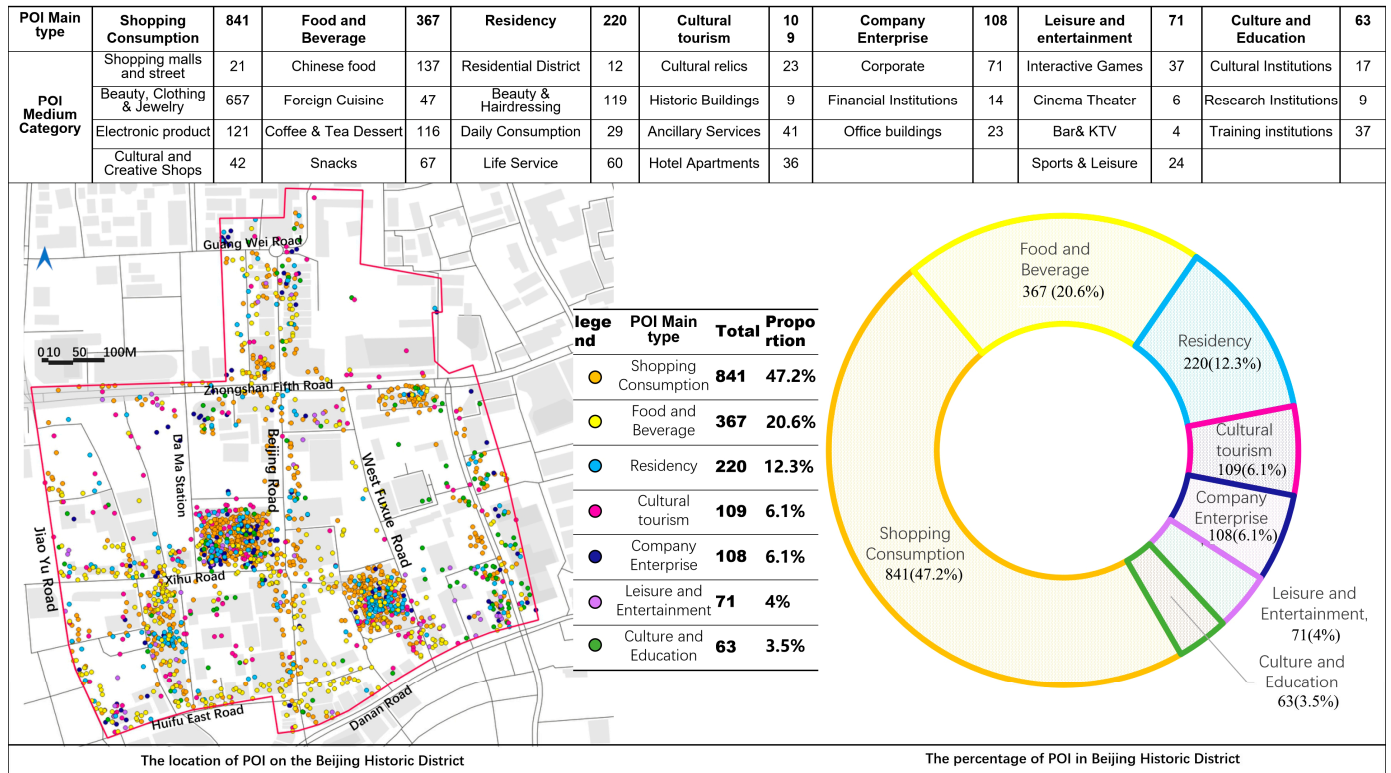 POI Main type
Shopping Consumption
841
Food and Beverage
367
Residency
220
Cultural tourism
10
9
Company Enterprise
108
Leisure and entertainment
71
Culture and Education
63
POI Medium Category
Shopping malls and street
21
Chinese food
137
Residential District
12
Cultural relics
23
Corporate
71
Interactive Games
37
Cultural Institutions
17
Beauty, Clothing & Jewelry
657
Foreign Cuisine
47
Beauty & Hairdressing
119
Historic Buildings
9
Financial Institutions
14
Cinema Theater
6
Research Institutions
9
Electronic product
121
Coffee & Tea Dessert
116
Daily Consumption
29
Ancillary Services
41
Office buildings
23
Bar& KTV
4
Training institutions
37
Cultural and Creative Shops
42
Snacks
67
Life Service
60
Hotel Apartments
36
Sports & Leisure
24
Guang Wei Road
010 50 100M
Zhongshan Fifth Road
Da Ma Station
Beijing Road
West Fuxue Road
Jiao Yu Road
Xihu Road
Huifu East Road
Danan Road
lege
nd
POI Main
type
Total
Propo
rtion
Shopping
Consumption
841
47.2%
Food and
Beverage
367
20.6%
Residency
220
12.3%
Cultural
tourism
109
6.1%
Company
Enterprise
108
6.1%
Leisure and
Entertainment
71
4%
Culture and
Education
63
3.5%
Food and
Beverage
367 (20.6%)
Residency
220(12.3%)
Cultural
tourism
109(6.1%)
Company
Enterprise
108(6.1%)
Shopping
Consumption
841(47.2%)
Leisure and
Entertainment,
71(4%)
Culture and
Education
63(3.5%)
The location of POI on the Beijing Historic District
The percentage of POI in Beijing Historic District